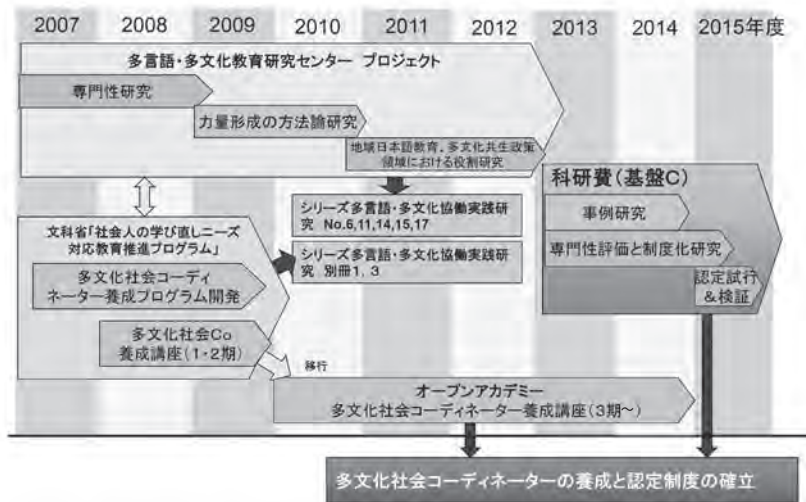 2007 2008 2009 2010 2011 2012 2013 2014 2015年度
多言語・多文化教育研究センター プロジェクト
専門性研究
力量形成の方法論研究
地域日本語教育、多文化共生政策
領域における役割研究
科研費(基盤C)
事例研究
専門性評価と制度化研究
認定試行
&検証
シリーズ多言語・多文化協働実践研
究 No.6,11,14,15,17
シリーズ多言語・多文化協働実践研
究 別冊1,3
文科省「社会人の学び直しニーズ
対応教育推進プログラム」
多文化社会コーディ
ネーター養成プログラム開発
多文化社会Co
養成講座(1・2期)
移行
オープンアカデミー
多文化社会コーディネーター養成講座(3期~)
多文化社会コーディネーターの養成と認定制度の確立